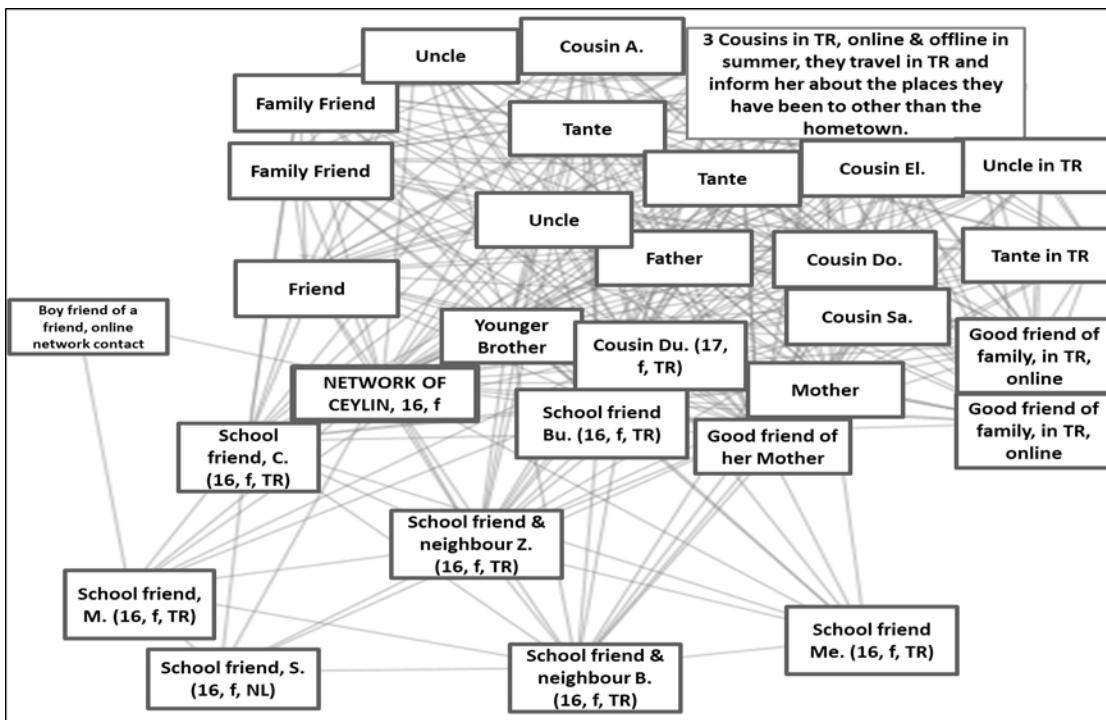 Uncle
Cousin A.
3 Cousins in TR, online & offline in
summer, they travel in TR and
inform her about the places they
have been to other than the
hometown.
Family Friend
Tante
Family Friend
Tante
Cousin El.
Uncle in TR
Uncle
Father
Cousin Do.
Tante in TR
Friend
Boy friend of a
friend, online
network contact
Younger
Brother
Cousin Du. (17,
f, TR)
Cousin Sa.
Good friend of
family, in TR,
online
NETWORK OF
CEYLIN, 16, f
Mother
School friend
Bu. (16, f, TR)
Good friend of
family, in TR,
online
School
friend, C.
(16, f, TR)
Good friend of
her Mother
School friend &
neighbour Z.
(16, f, TR)
School friend,
M. (16, f, TR)
School friend
Me. (16, f, TR)
School friend, S.
(16, f, NL)
School friend &
neighbour B.
(16, f, TR)